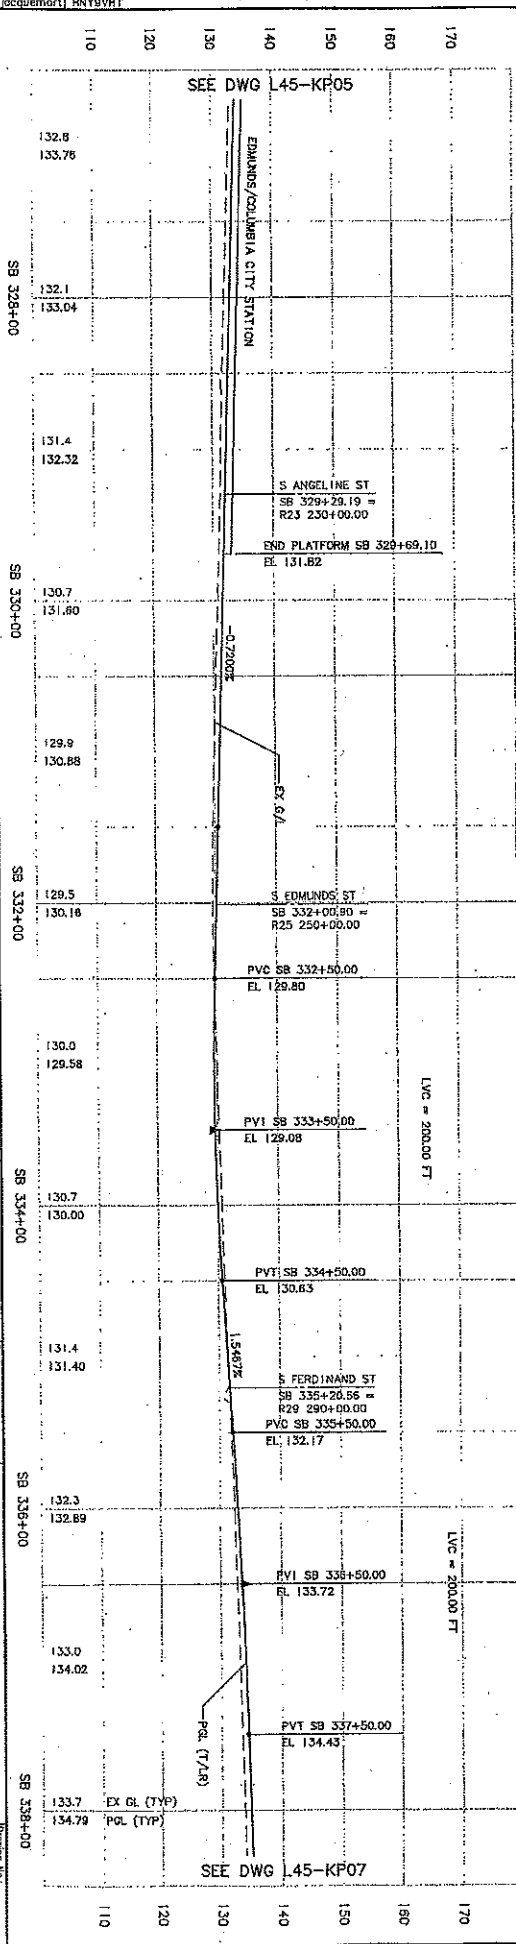 110
120
130
140
150
160
170
SEE DWG L45-KP05
EDMUNDS/COLUMBIA CITY STATION
132.8
133.76
132.1
133.04
SB 328+00
131.4
132.32
S ANGELINE ST
SB 329+29.19 =
R23 230+00.00
END PLATFORM SB 329+69.10
EL 131.82
130.7
131.60
SB 330+00
-0.7200%
129.9
130.88
EX G/L
129.5
130.16
SB 332+00
S EDMUNDS ST
SB 332+00.90 =
R25 250+00.00
PVC SB 332+50.00
EL 129.80
130.0
129.58
LVC = 200.00 FT
PVI SB 333+50.00
EL 129.08
130.7
130.00
SB 334+00
PVT SB 334+50.00
EL 130.63
131.4
131.40
1.5467%
S FERDINAND ST
SB 335+20.56 =
R29 290+00.00
PVC SB 335+50.00
EL 132.17
132.3
132.89
SB 336+00
LVC = 200.00 FT
PVI SB 336+50.00
EL 133.72
133.0
134.02
PGL (T/LR)
PVT SB 337+50.00
EL 134.43
133.7 EX GL (TYP)
134.79 PGL (TYP)
SB 338+00
SEE DWG L45-KP07
110
120
130
140
150
160
170